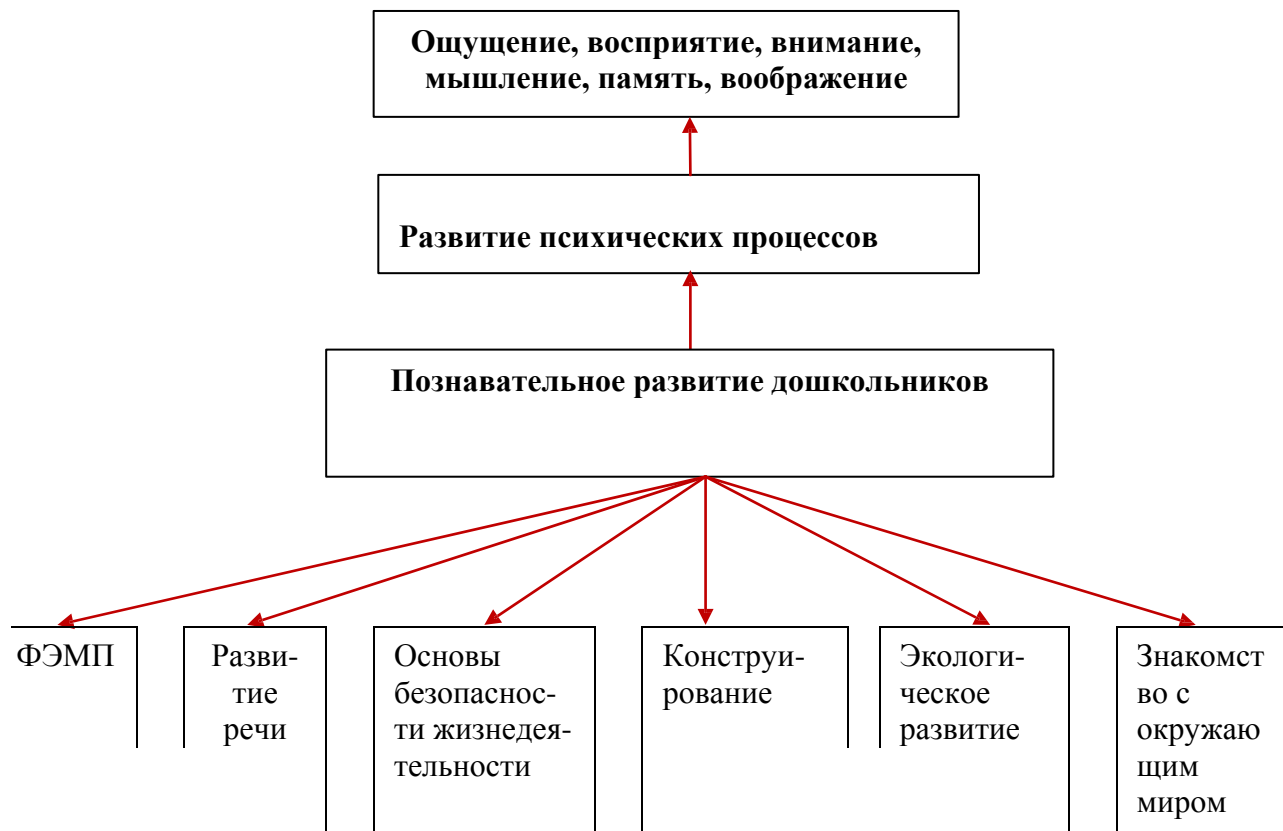 Ощущение, восприятие, внимание,
мышление, память, воображение
Развитие психических процессов
Познавательное развитие дошкольников
ФЭМП
Разви-
тие
речи
Основы
безопаснос-
ти жизнедея-
тельности
Конструи-
рование
Экологи-
ческое
развитие
Знакомст
во с
окружаю
щим
миром